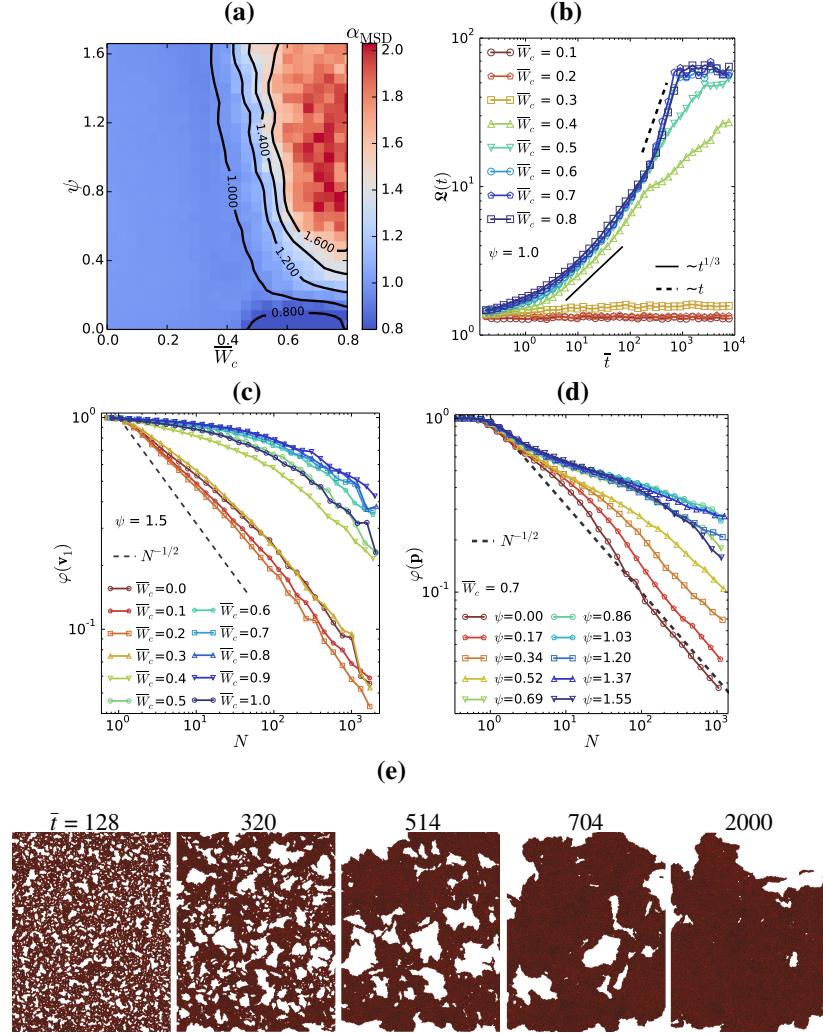 (a)
α_MSD
1.6
1.2
ψ
0.8
0.4
0.0
0.0 0.2 0.4 0.6 0.8
W̅_c
1.000
1.200
1.400
1.600
0.800
2.0
1.8
1.6
1.4
1.2
1.0
0.8
(b)
10²
10¹
10⁰
𝔏(t)
W̅_c = 0.1
W̅_c = 0.2
W̅_c = 0.3
W̅_c = 0.4
W̅_c = 0.5
W̅_c = 0.6
W̅_c = 0.7
W̅_c = 0.8
ψ = 1.0
~t^{1/3}
~t
10⁰ 10¹ 10² 10³ 10⁴
t̅
(c)
10⁰
10⁻¹
φ(v₁)
ψ = 1.5
N^{-1/2}
W̅_c=0.0
W̅_c=0.1
W̅_c=0.2
W̅_c=0.3
W̅_c=0.4
W̅_c=0.5
W̅_c=0.6
W̅_c=0.7
W̅_c=0.8
W̅_c=0.9
W̅_c=1.0
10⁰ 10¹ 10² 10³
N
(d)
10⁰
10⁻¹
φ(p)
N^{-1/2}
W̅_c = 0.7
ψ=0.00
ψ=0.17
ψ=0.34
ψ=0.52
ψ=0.69
ψ=0.86
ψ=1.03
ψ=1.20
ψ=1.37
ψ=1.55
10⁰ 10¹ 10² 10³
N
(e)
t̅ = 128 320 514 704 2000